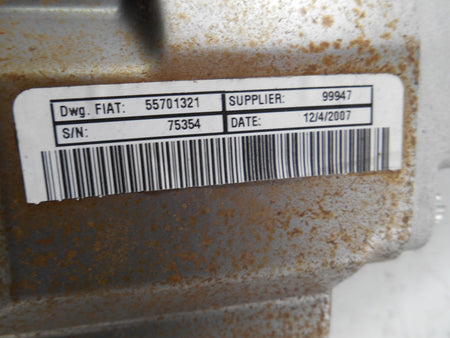 Dwg. FIAT: 55701321 SUPPLIER: 99947
S/N: 75354 DATE: 12/4/2007